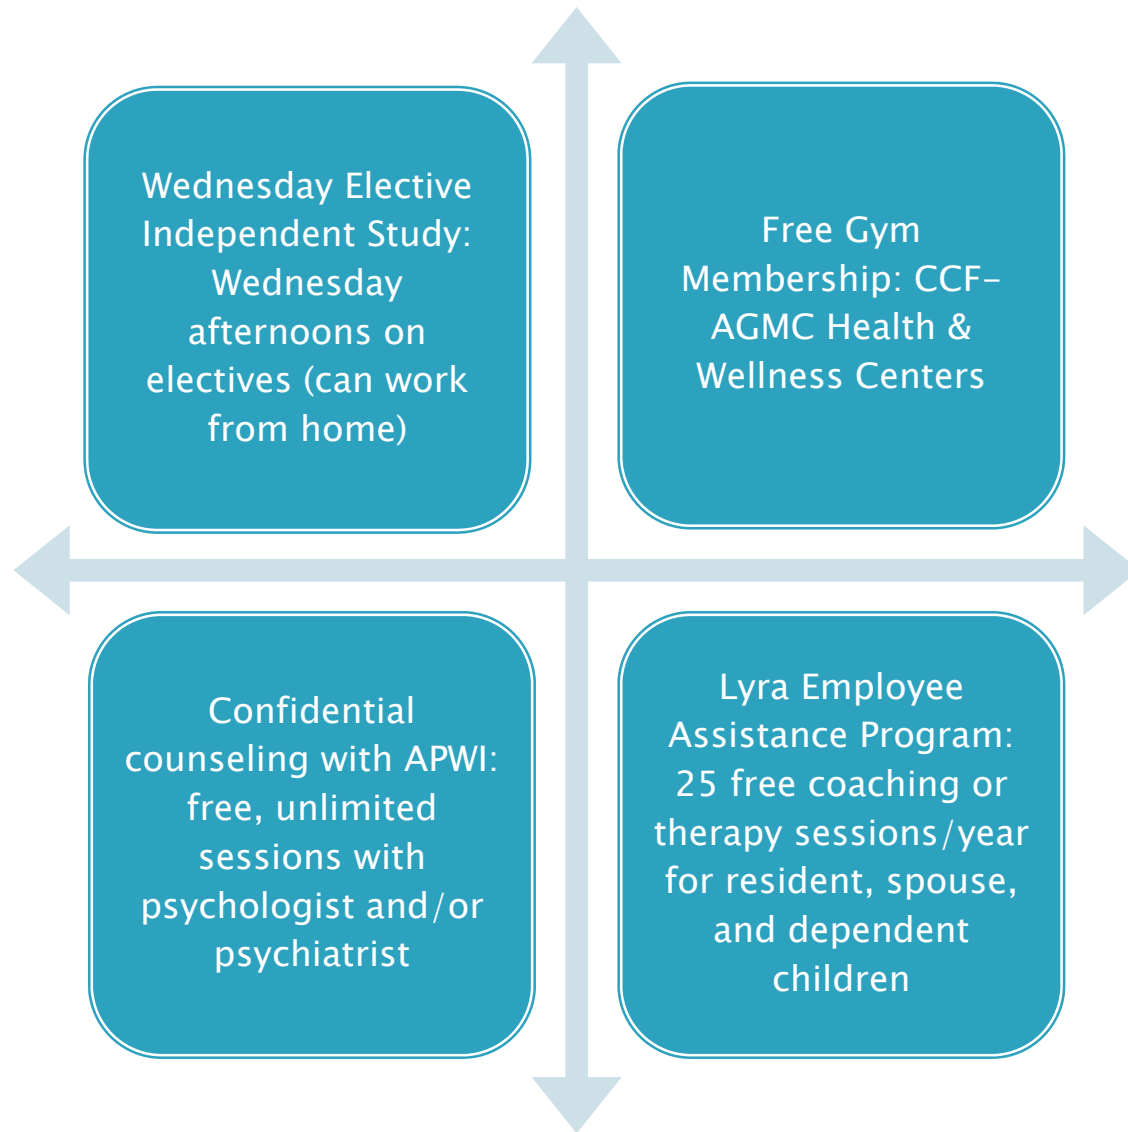 Wednesday Elective
Independent Study:
Wednesday
afternoons on
electives (can work
from home)
Free Gym
Membership: CCF-
AGMC Health &
Wellness Centers
Confidential
counseling with APWI:
free, unlimited
sessions with
psychologist and/or
psychiatrist
Lyra Employee
Assistance Program:
25 free coaching or
therapy sessions/year
for resident, spouse,
and dependent
children